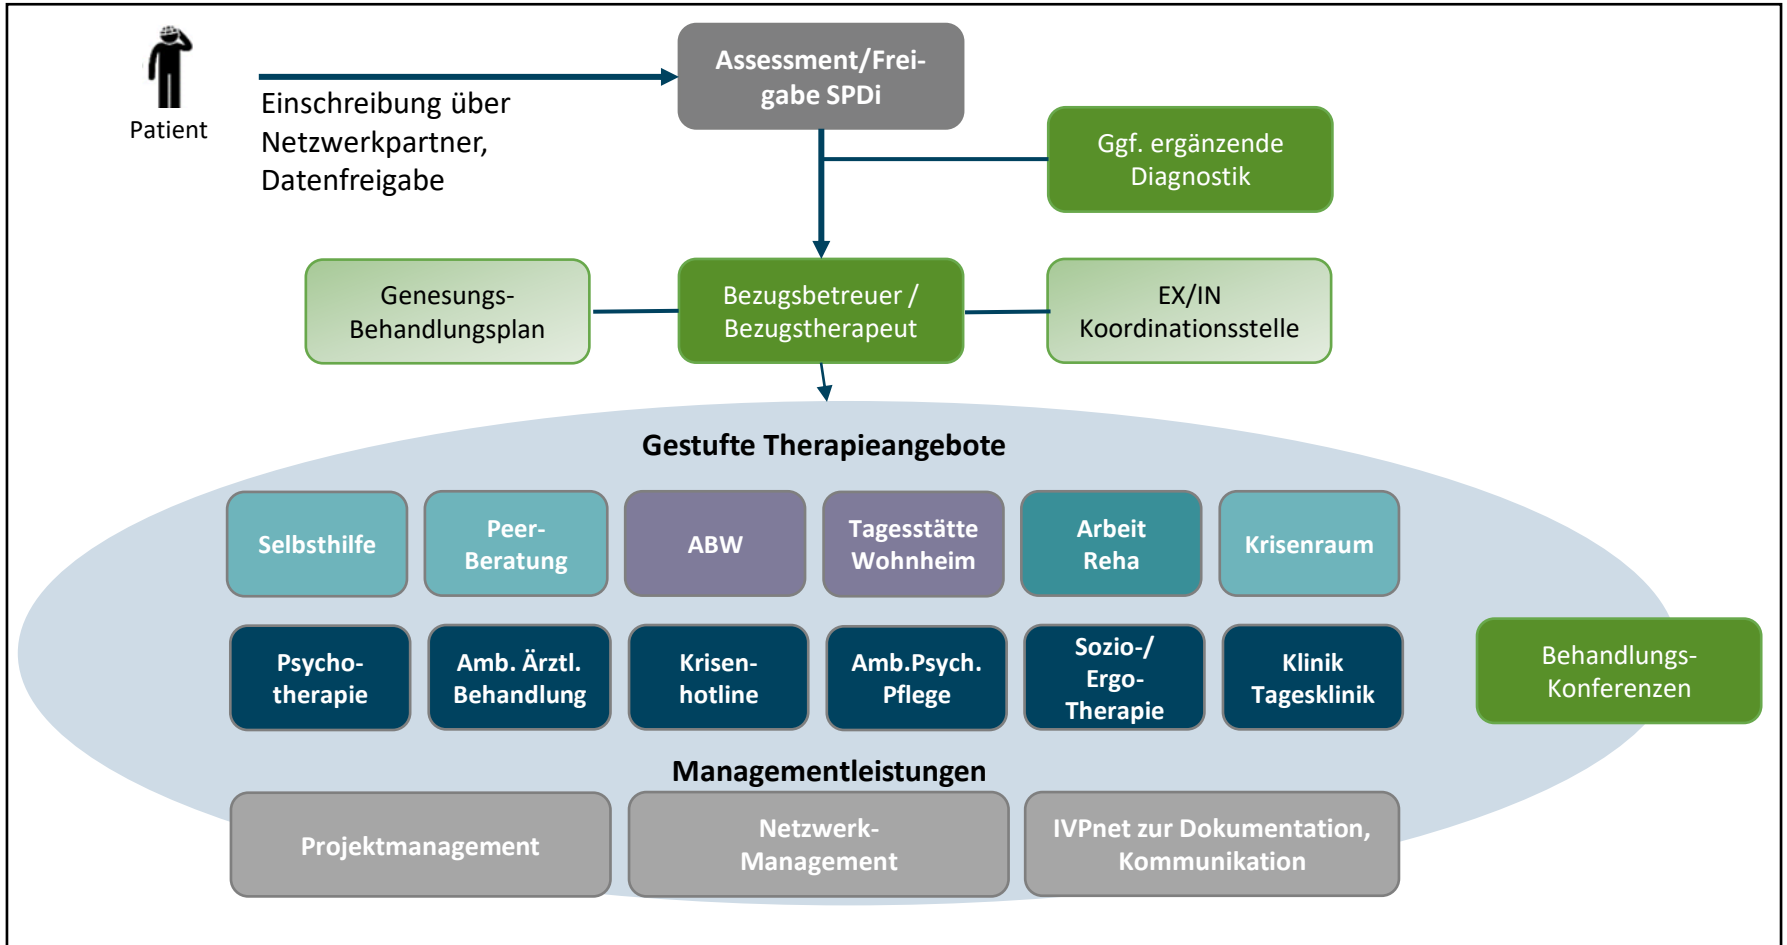 Patient
Einschreibung über
Netzwerkpartner,
Datenfreigabe
Assessment/Frei-
gabe SPDi
Ggf. ergänzende
Diagnostik
Genesungs-
Behandlungsplan
Bezugsbetreuer /
Bezugstherapeut
EX/IN
Koordinationsstelle
Gestufte Therapieangebote
Selbsthilfe
Peer-
Beratung
ABW
Tagesstätte
Wohnheim
Arbeit
Reha
Krisenraum
Psycho-
therapie
Amb. Ärztl.
Behandlung
Krisen-
hotline
Amb.Psych.
Pflege
Sozio-/
Ergo-
Therapie
Klinik
Tagesklinik
Behandlungs-
Konferenzen
Managementleistungen
Projektmanagement
Netzwerk-
Management
IVPnet zur Dokumentation,
Kommunikation